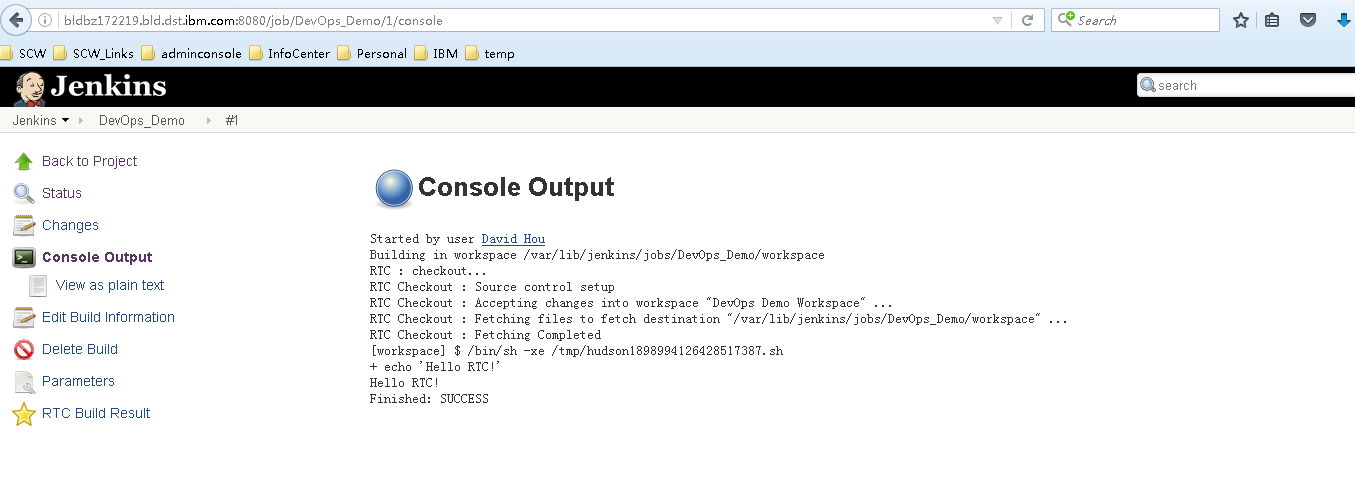 bldbz172219.bld.dst.ibm.com:8080/job/DevOps_Demo/1/console
Search
SCW SCW_Links adminconsole InfoCenter Personal IBM temp
Jenkins
search
Jenkins DevOps_Demo #1
Back to Project
Status
Changes
Console Output
View as plain text
Edit Build Information
Delete Build
Parameters
RTC Build Result
Console Output
Started by user David Hou
Building in workspace /var/lib/jenkins/jobs/DevOps_Demo/workspace
RTC : checkout...
RTC Checkout : Source control setup
RTC Checkout : Accepting changes into workspace "DevOps Demo Workspace" ...
RTC Checkout : Fetching files to fetch destination "/var/lib/jenkins/jobs/DevOps_Demo/workspace" ...
RTC Checkout : Fetching Completed
[workspace] $ /bin/sh -xe /tmp/hudson1898994126428517387.sh
+ echo 'Hello RTC!'
Hello RTC!
Finished: SUCCESS